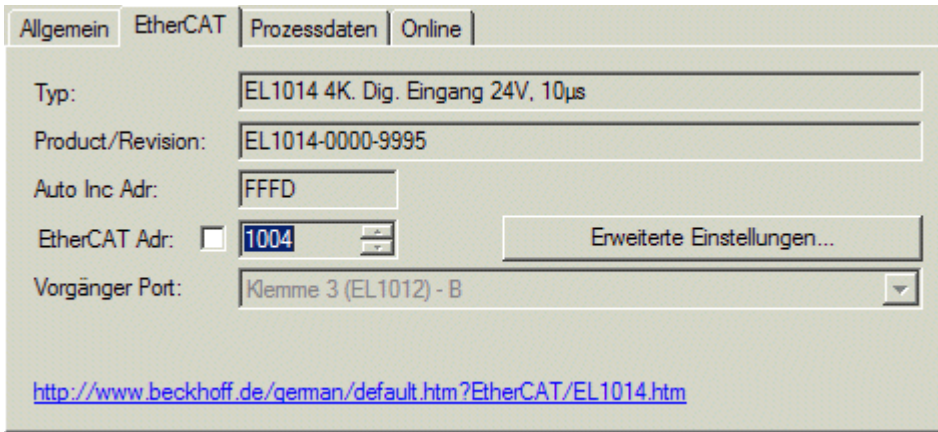 Allgemein EtherCAT Prozessdaten Online
Typ: EL1014 4K. Dig. Eingang 24V, 10µs
Product/Revision: EL1014-0000-9995
Auto Inc Adr: FFFD
EtherCAT Adr: 1004 Erweiterte Einstellungen...
Vorgänger Port: Klemme 3 (EL1012) - B
http://www.beckhoff.de/german/default.htm?EtherCAT/EL1014.htm